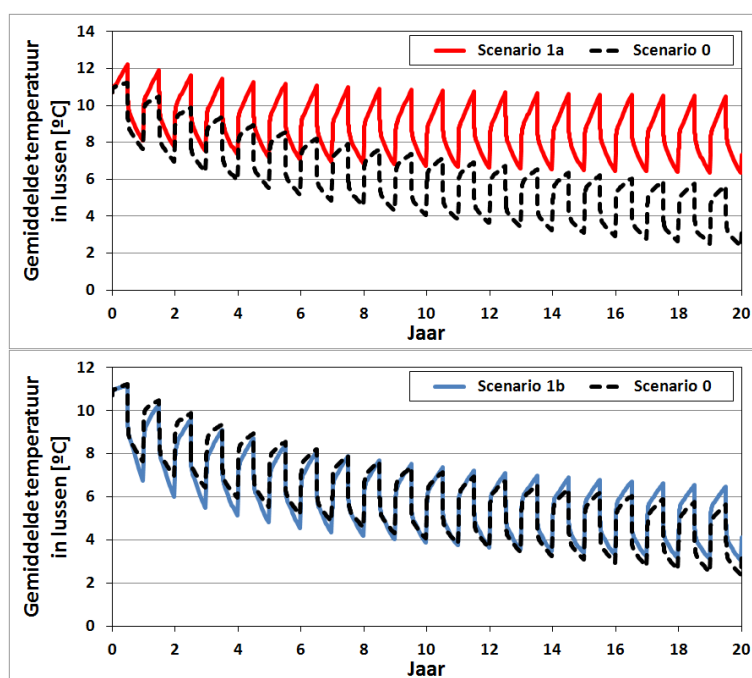 Gemiddelde temperatuur
in lussen [ºC]
14
12
10
8
6
4
2
0
Scenario 1a
Scenario 0
0 2 4 6 8 10 12 14 16 18 20
Jaar
Gemiddelde temperatuur
in lussen [ºC]
12
10
8
6
4
2
0
Scenario 1b
Scenario 0
0 2 4 6 8 10 12 14 16 18 20
Jaar